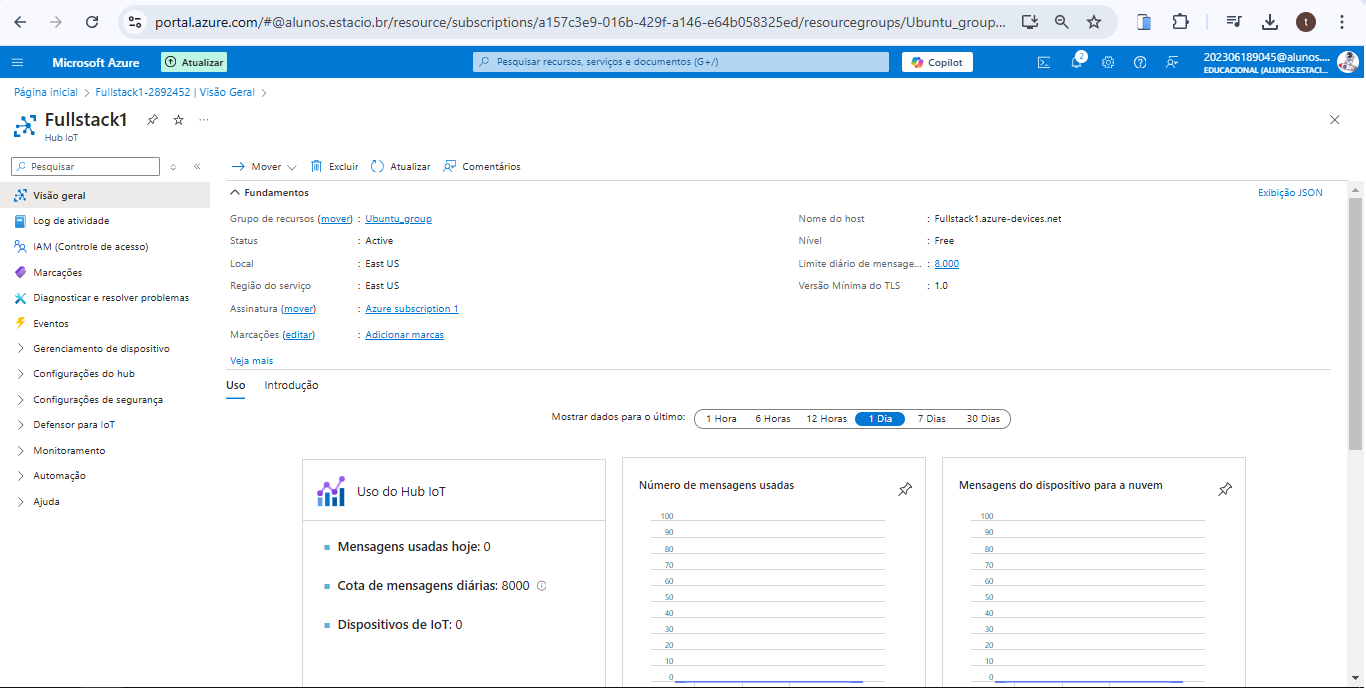 portal.azure.com/#@alunos.estacio.br/resource/subscriptions/a157c3e9-016b-429f-a146-e64b058325ed/resourcegroups/Ubuntu_group...
t
Microsoft Azure
Atualizar
Pesquisar recursos, serviços e documentos (G+/)
Copilot
2
202306189045@alunos....
EDUCACIONAL (ALUNOS.ESTACI...
Página inicial > Fullstack1-2892452 | Visão Geral >
Fullstack1
Hub IoT
Pesquisar
Visão geral
Log de atividade
IAM (Controle de acesso)
Marcações
Diagnosticar e resolver problemas
Eventos
Gerenciamento de dispositivo
Configurações do hub
Configurações de segurança
Defensor para IoT
Monitoramento
Automação
Ajuda
Mover
Excluir
Atualizar
Comentários
Fundamentos
Exibição JSON
Grupo de recursos (mover) : Ubuntu_group
Status : Active
Local : East US
Região do serviço : East US
Assinatura (mover) : Azure subscription 1
Marcações (editar) : Adicionar marcas
Veja mais
Nome do host : Fullstack1.azure-devices.net
Nível : Free
Limite diário de mensage... : 8.000
Versão Mínima do TLS : 1.0
Uso Introdução
Mostrar dados para o último: 1 Hora 6 Horas 12 Horas 1 Dia 7 Dias 30 Dias
Uso do Hub IoT
Mensagens usadas hoje: 0
Cota de mensagens diárias: 8000
Dispositivos de IoT: 0
Número de mensagens usadas
100
90
80
70
60
50
40
30
20
10
0
Mensagens do dispositivo para a nuvem
100
90
80
70
60
50
40
30
20
10
0